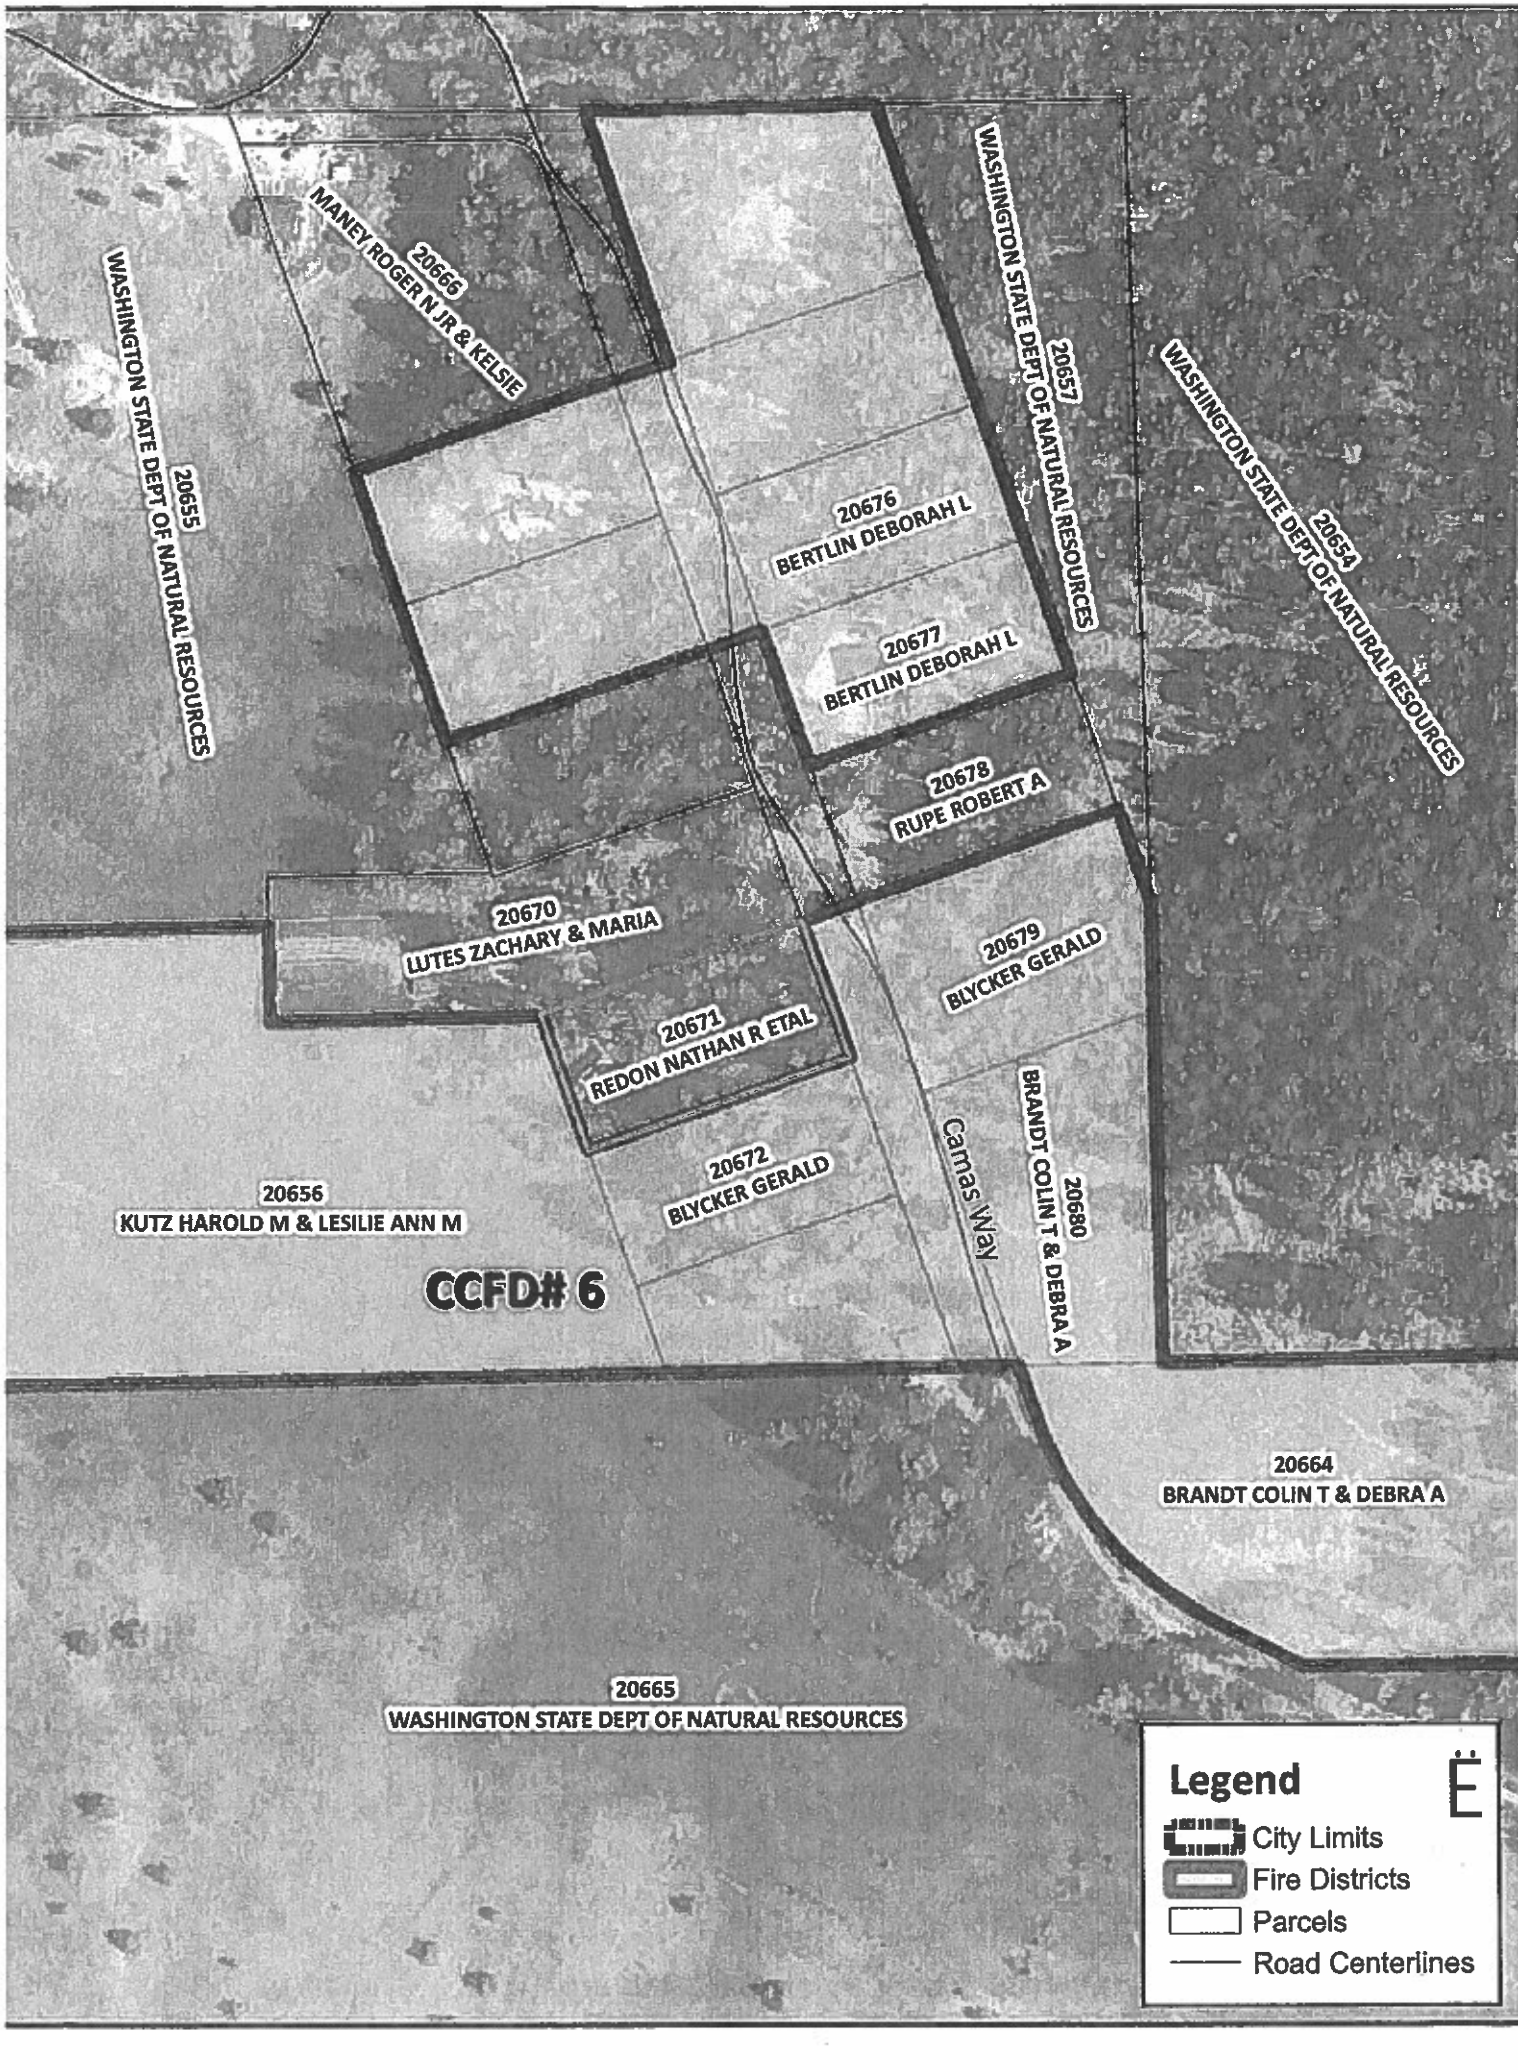 20666
MANEY ROGER N JR & KELSIE
WASHINGTON STATE DEPT OF NATURAL RESOURCES
20657
WASHINGTON STATE DEPT OF NATURAL RESOURCES
20655
20654
WASHINGTON STATE DEPT OF NATURAL RESOURCES
20676
BERTLIN DEBORAH L
20677
BERTLIN DEBORAH L
20678
RUPE ROBERT A
20670
LUTES ZACHARY & MARIA
20679
BLYCKER GERALD
20671
REDON NATHAN R ETAL
20672
BLYCKER GERALD
Camas Way
20680
BRANDT COLIN T & DEBRA A
20656
KUTZ HAROLD M & LESILIE ANN M
CCFD# 6
20664
BRANDT COLIN T & DEBRA A
20665
WASHINGTON STATE DEPT OF NATURAL RESOURCES
Legend
Ë
City Limits
Fire Districts
Parcels
Road Centerlines